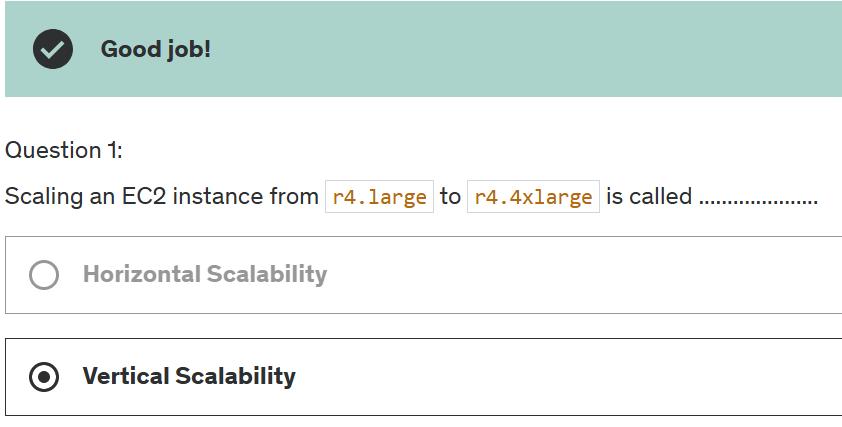 Good job!
Question 1:
Scaling an EC2 instance from r4.large to r4.4xlarge is called .....................
Horizontal Scalability
Vertical Scalability